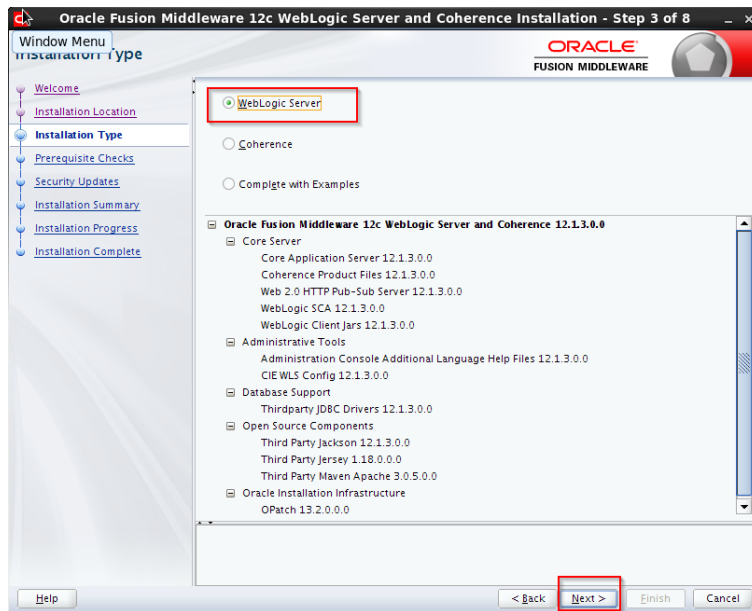 Oracle Fusion Middleware 12c WebLogic Server and Coherence Installation - Step 3 of 8
Window Menu
Installation Type
ORACLE
FUSION MIDDLEWARE
Welcome
Installation Location
Installation Type
Prerequisite Checks
Security Updates
Installation Summary
Installation Progress
Installation Complete
WebLogic Server
Coherence
Complete with Examples
Oracle Fusion Middleware 12c WebLogic Server and Coherence 12.1.3.0.0
Core Server
Core Application Server 12.1.3.0.0
Coherence Product Files 12.1.3.0.0
Web 2.0 HTTP Pub-Sub Server 12.1.3.0.0
WebLogic SCA 12.1.3.0.0
WebLogic Client Jars 12.1.3.0.0
Administrative Tools
Administration Console Additional Language Help Files 12.1.3.0.0
CIE WLS Config 12.1.3.0.0
Database Support
Thirdparty JDBC Drivers 12.1.3.0.0
Open Source Components
Third Party Jackson 12.1.3.0.0
Third Party Jersey 1.18.0.0.0
Third Party Maven Apache 3.0.5.0.0
Oracle Installation Infrastructure
OPatch 13.2.0.0.0
Help
< Back
Next >
Finish
Cancel